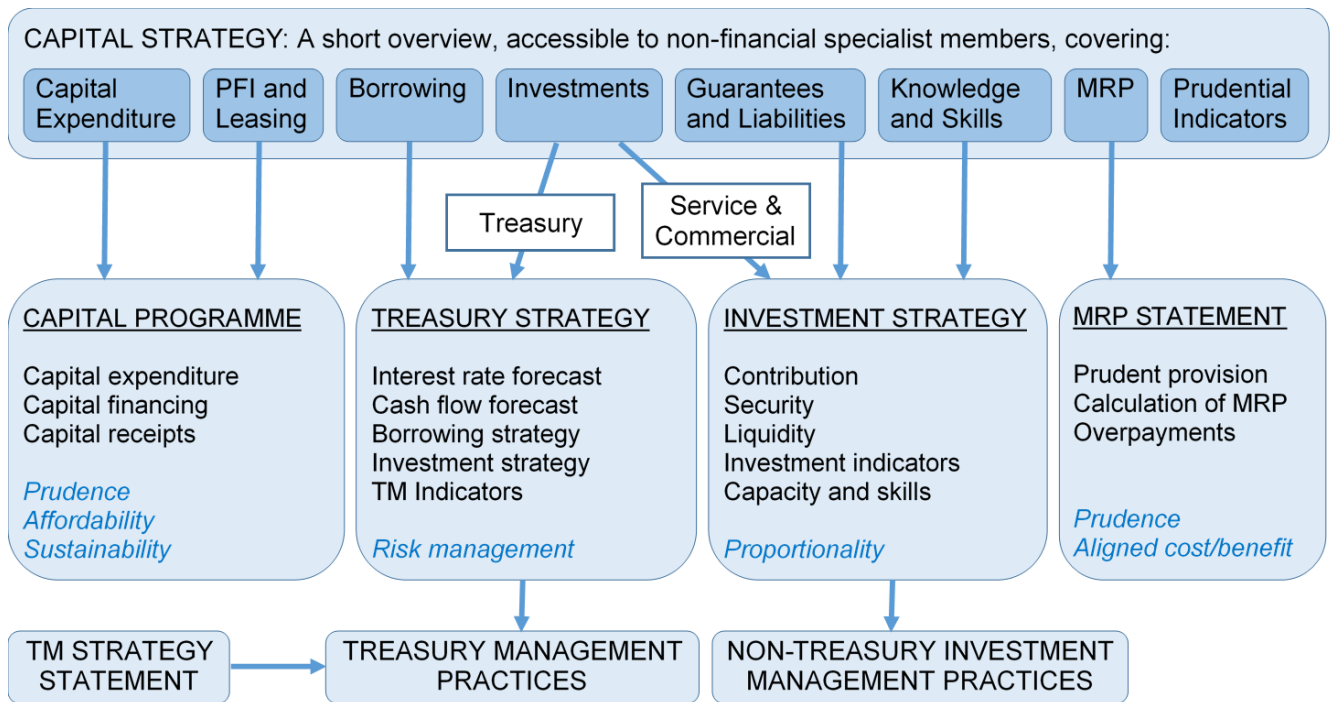 CAPITAL STRATEGY: A short overview, accessible to non-financial specialist members, covering:
Capital
Expenditure
PFI and
Leasing
Borrowing
Investments
Guarantees
and Liabilities
Knowledge
and Skills
MRP
Prudential
Indicators
Treasury
Service &
Commercial
CAPITAL PROGRAMME
Capital expenditure
Capital financing
Capital receipts
Prudence
Affordability
Sustainability
TREASURY STRATEGY
Interest rate forecast
Cash flow forecast
Borrowing strategy
Investment strategy
TM Indicators
Risk management
INVESTMENT STRATEGY
Contribution
Security
Liquidity
Investment indicators
Capacity and skills
Proportionality
MRP STATEMENT
Prudent provision
Calculation of MRP
Overpayments
Prudence
Aligned cost/benefit
TM STRATEGY
STATEMENT
TREASURY MANAGEMENT
PRACTICES
NON-TREASURY INVESTMENT
MANAGEMENT PRACTICES